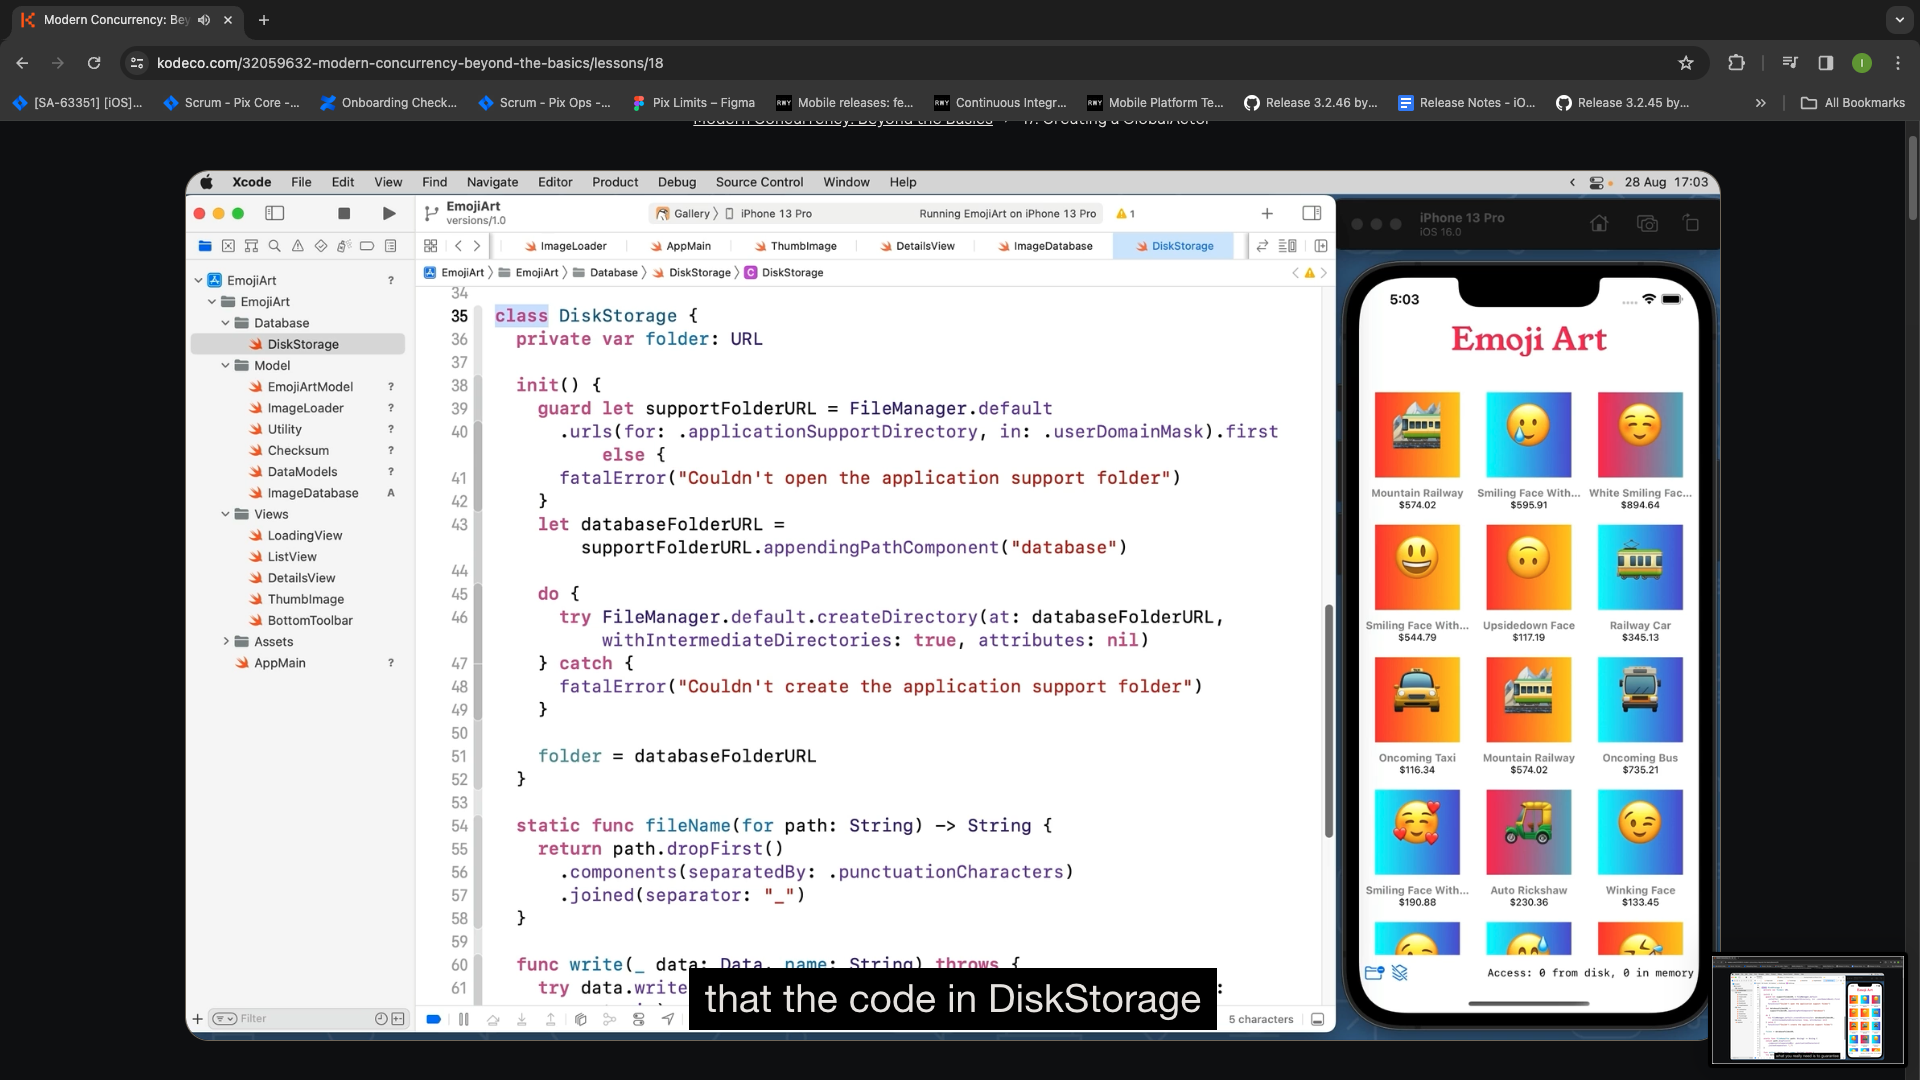 Modern Concurrency: Bey
kodeco.com/32059632-modern-concurrency-beyond-the-basics/lessons/18
I
[SA-63351] [iOS]...
Scrum - Pix Core -...
Onboarding Check...
Scrum - Pix Ops -...
Pix Limits – Figma
RWY Mobile releases: fe...
RWY Continuous Integr...
RWY Mobile Platform Te...
Release 3.2.46 by...
Release Notes - iO...
Release 3.2.45 by...
All Bookmarks
Modern Concurrency: Beyond the Basics 17. Creating a GlobalActor
Xcode File Edit View Find Navigate Editor Product Debug Source Control Window Help
28 Aug 17:03
EmojiArt
versions/1.0
Gallery iPhone 13 Pro
Running EmojiArt on iPhone 13 Pro
1
ImageLoader AppMain ThumbImage DetailsView ImageDatabase DiskStorage
EmojiArt EmojiArt Database DiskStorage C DiskStorage
EmojiArt ?
EmojiArt
Database
DiskStorage
Model
EmojiArtModel ?
ImageLoader ?
Utility ?
Checksum ?
DataModels ?
ImageDatabase A
Views
LoadingView
ListView
DetailsView
ThumbImage
BottomToolbar
Assets
AppMain ?
Filter
34
35 class DiskStorage {
36 private var folder: URL
37
38 init() {
39 guard let supportFolderURL = FileManager.default
40 .urls(for: .applicationSupportDirectory, in: .userDomainMask).first
else {
41 fatalError("Couldn't open the application support folder")
42 }
43 let databaseFolderURL =
supportFolderURL.appendingPathComponent("database")
44
45 do {
46 try FileManager.default.createDirectory(at: databaseFolderURL,
withIntermediateDirectories: true, attributes: nil)
47 } catch {
48 fatalError("Couldn't create the application support folder")
49 }
50
51 folder = databaseFolderURL
52 }
53
54 static func fileName(for path: String) -> String {
55 return path.dropFirst()
56 .components(separatedBy: .punctuationCharacters)
57 .joined(separator: "_")
58 }
59
60 func write(_ data: Data, name: String) throws {
61 try data.write
that the code in DiskStorage
5 characters
iPhone 13 Pro
iOS 16.0
5:03
Emoji Art
Mountain Railway Smiling Face With... White Smiling Fac...
$574.02 $595.91 $894.64
Smiling Face With... Upsidedown Face Railway Car
$544.79 $117.19 $345.13
Oncoming Taxi Mountain Railway Oncoming Bus
$116.34 $574.02 $735.21
Smiling Face With... Auto Rickshaw Winking Face
$190.88 $230.36 $133.45
Access: 0 from disk, 0 in memory